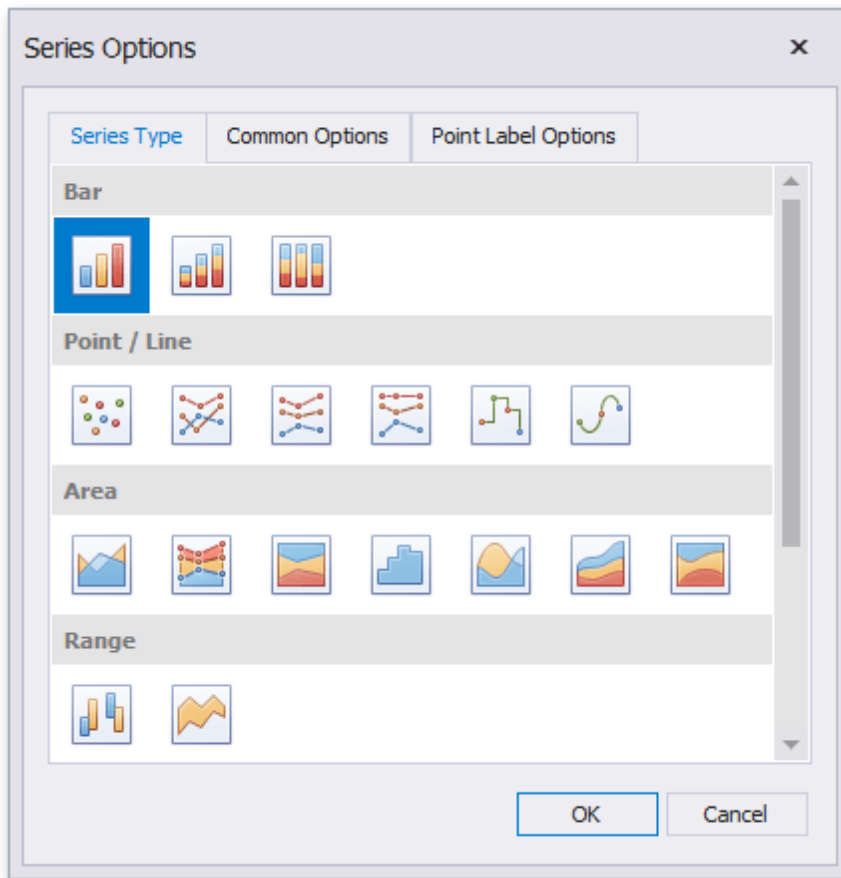 Series Options
Series Type Common Options Point Label Options
Bar
Point / Line
Area
Range
OK Cancel